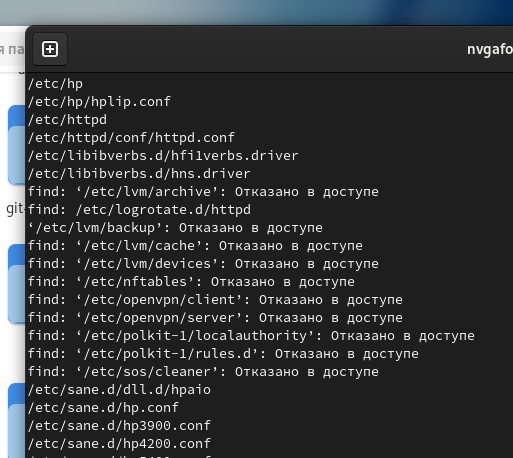 я па
nvgafo
/etc/hp
/etc/hp/hplip.conf
/etc/httpd
/etc/httpd/conf/httpd.conf
/etc/libibverbs.d/hfi1verbs.driver
/etc/libibverbs.d/hns.driver
find: ‘/etc/lvm/archive’: Отказано в доступе
find: /etc/logrotate.d/httpd
‘/etc/lvm/backup’: Отказано в доступе
find: ‘/etc/lvm/cache’: Отказано в доступе
find: ‘/etc/lvm/devices’: Отказано в доступе
find: ‘/etc/nftables’: Отказано в доступе
find: ‘/etc/openvpn/client’: Отказано в доступе
find: ‘/etc/openvpn/server’: Отказано в доступе
find: ‘/etc/polkit-1/localauthority’: Отказано в доступе
find: ‘/etc/polkit-1/rules.d’: Отказано в доступе
find: ‘/etc/sos/cleaner’: Отказано в доступе
/etc/sane.d/dll.d/hpaio
/etc/sane.d/hp.conf
/etc/sane.d/hp3900.conf
/etc/sane.d/hp4200.conf
git-